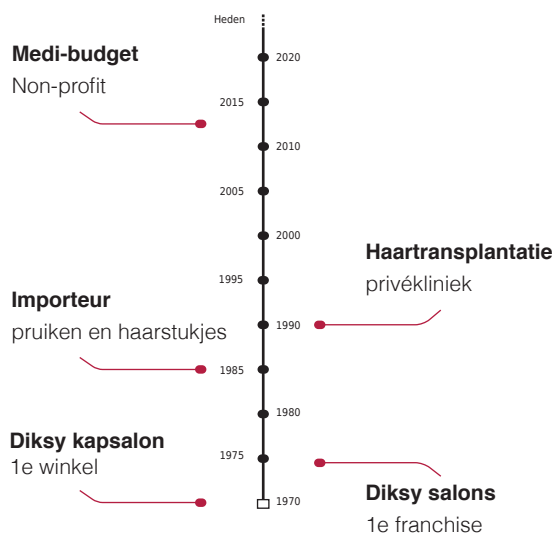 Heden
2020
Medi-budget
Non-profit
2015
2010
2005
2000
Haartransplantatie
privékliniek
1995
Importeur
pruiken en haarstukjes
1990
1985
1980
Diksy kapsalon
1e winkel
1975
1970
Diksy salons
1e franchise